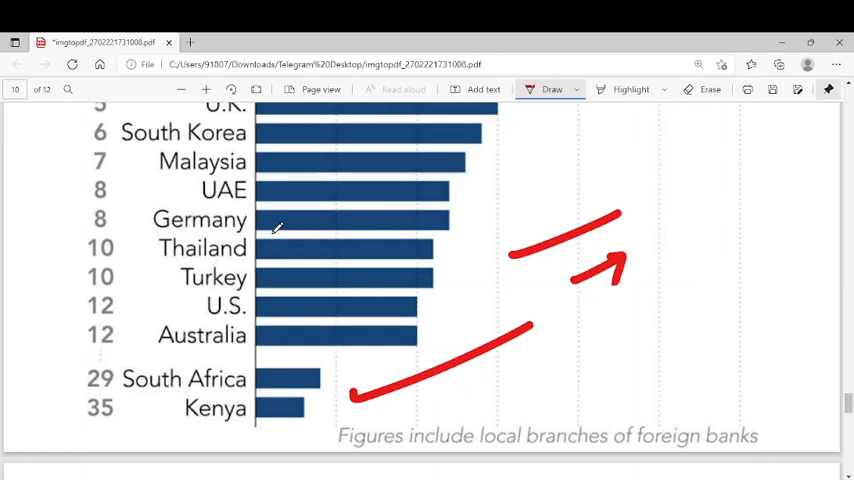 *imgtopdf_2702221731008.pdf
File C:/Users/91807/Downloads/Telegram%20Desktop/imgtopdf_2702221731008.pdf
10 of 12 Page view Read aloud Add text Draw Highlight Erase
5 U.K.
6 South Korea
7 Malaysia
8 UAE
8 Germany
10 Thailand
10 Turkey
12 U.S.
12 Australia
29 South Africa
35 Kenya
Figures include local branches of foreign banks